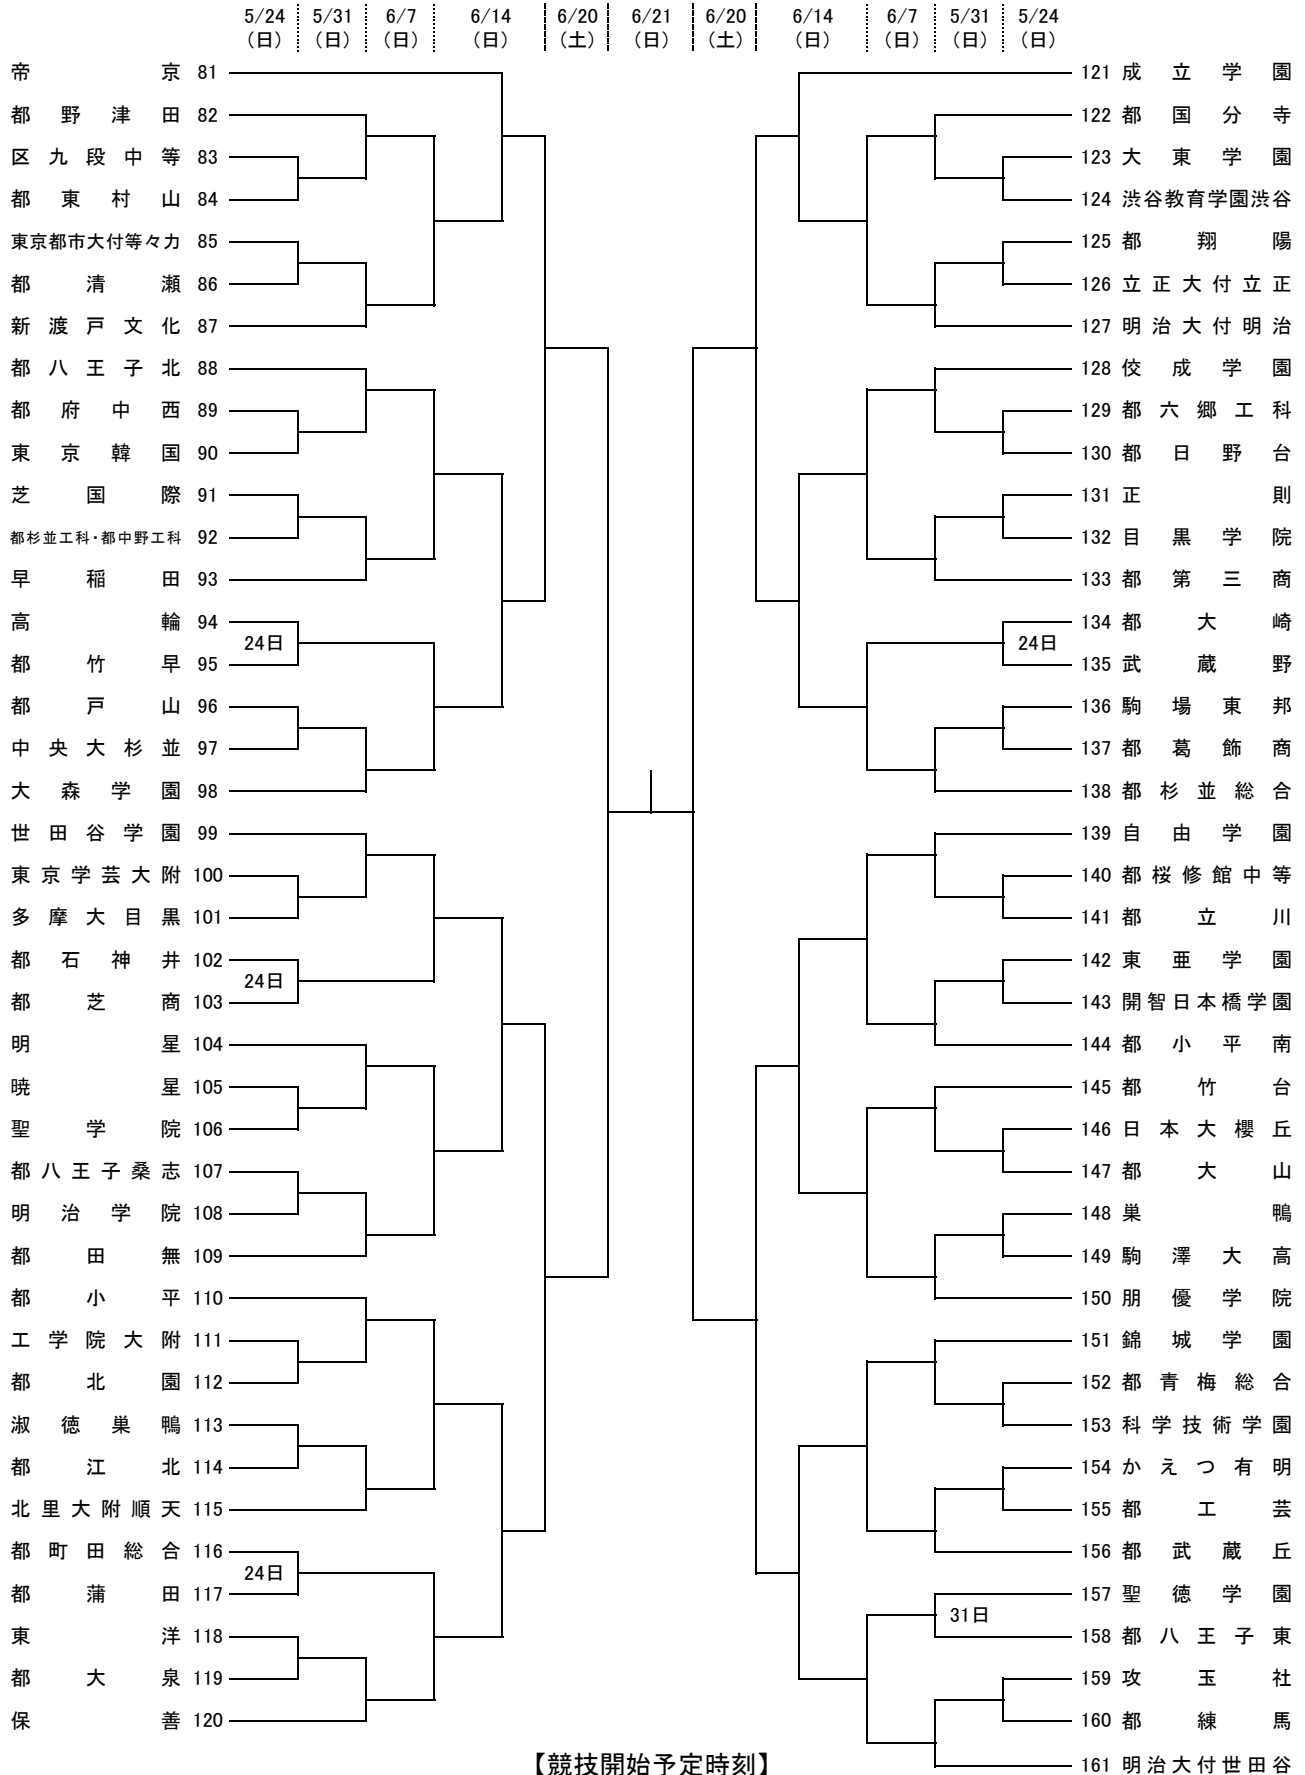 5/24 5/31 6/7 6/14 6/20 6/21 6/20 6/14 6/7 5/31 5/24
（日） （日） （日） （日） （土） （日） （土） （日） （日） （日） （日）
帝京 81
都野津田 82
区九段中等 83
都東村山 84
東京都市大付等々力 85
都清瀬 86
新渡戸文化 87
都八王子北 88
都府中西 89
東京韓国 90
芝国際 91
都杉並工科・都中野工科 92
早稲田 93
高輪 94
24日
都竹早 95
都戸山 96
中央大杉並 97
大森学園 98
世田谷学園 99
東京学芸大附 100
多摩大目黒 101
都石神井 102
24日
都芝商 103
明星 104
暁星 105
聖学院 106
都八王子桑志 107
明治学院 108
都田無 109
都小平 110
工学院大附 111
都北園 112
淑徳巣鴨 113
都江北 114
北里大附順天 115
都町田総合 116
24日
都蒲田 117
東洋 118
都大泉 119
保善 120
121 成立学園
122 都国分寺
123 大東学園
124 渋谷教育学園渋谷
125 都翔陽
126 立正大付立正
127 明治大付明治
128 佼成学園
129 都六郷工科
130 都日野台
131 正則
132 目黒学院
133 都第三商
134 都大崎
24日
135 武蔵野
136 駒場東邦
137 都葛飾商
138 都杉並総合
139 自由学園
140 都桜修館中等
141 都立川
142 東亜学園
143 開智日本橋学園
144 都小平南
145 都竹台
146 日本大櫻丘
147 都大山
148 巣鴨
149 駒澤大高
150 朋優学院
151 錦城学園
152 都青梅総合
153 科学技術学園
154 かえつ有明
155 都工芸
156 都武蔵丘
157 聖徳学園
31日
158 都八王子東
159 攻玉社
160 都練馬
161 明治大付世田谷
【競技開始予定時刻】